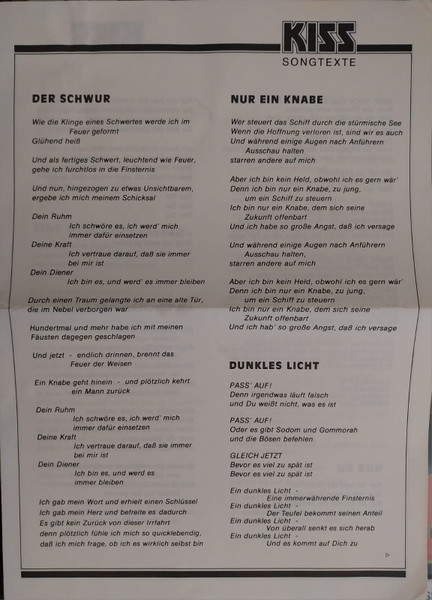 KISS
SONGTEXTE
DER SCHWUR
Wie die Klinge eines Schwertes werde ich im
Feuer geformt
Glühend heiß
Und als fertiges Schwert, leuchtend wie Feuer,
gehe ich furchtlos in die Finsternis
Und nun, hingezogen zu etwas Unsichtbarem,
ergebe ich mich meinem Schicksal
Dein Ruhm
Ich schwöre es, ich werd' mich
immer dafür einsetzen
Deine Kraft
Ich vertraue darauf, daß sie immer
bei mir ist
Dein Diener
Ich bin es, und werd' es immer bleiben
Durch einen Traum gelangte ich an eine alte Tür,
die im Nebel verborgen war
Hundertmal und mehr habe ich mit meinen
Fäusten dagegen geschlagen
Und jetzt - endlich drinnen, brennt das
Feuer der Weisen
Ein Knabe geht hinein - und plötzlich kehrt
ein Mann zurück
Dein Ruhm
Ich schwöre es, ich werd' mich
immer dafür einsetzen
Deine Kraft
Ich vertraue darauf, daß sie immer
bei mir ist
Dein Diener
Ich bin es, und werd es
immer bleiben
Ich gab mein Wort und erhielt einen Schlüssel
Ich gab mein Herz und befreite es dadurch
Es gibt kein Zurück von dieser Irrfahrt
denn plötzlich fühle ich mich so quicklebendig,
daß ich mich frage, ob ich es wirklich selbst bin
NUR EIN KNABE
Wer steuert das Schiff durch die stürmische See
Wenn die Hoffnung verloren ist, sind wir es auch
Und während einige Augen nach Anführern
Ausschau halten
starren andere auf mich
Aber ich bin kein Held, obwohl ich es gern wär'
Denn ich bin nur ein Knabe, zu jung,
um ein Schiff zu steuern
Ich bin nur ein Knabe, dem sich seine
Zukunft offenbart
Und ich habe so große Angst, daß ich versage
Und während einige Augen nach Anführern
Ausschau halten,
starren andere auf mich
Aber ich bin kein Held, obwohl ich es gern wär'
Denn ich bin nur ein Knabe, zu jung,
um ein Schiff zu steuern
Ich bin nur ein Knabe, dem sich seine
Zukunft offenbart
Und ich hab' so große Angst, daß ich versage
DUNKLES LICHT
PASS' AUF!
Denn irgendwas läuft falsch
und Du weißt nicht, was es ist
PASS' AUF!
Oder es gibt Sodom und Gommorah
und die Bösen befehlen
GLEICH JETZT
Bevor es viel zu spät ist
Bevor es viel zu spät ist
Ein dunkles Licht -
Eine immerwährende Finsternis
Ein dunkles Licht -
Der Teufel bekommt seinen Anteil
Ein dunkles Licht -
Von überall senkt es sich herab
Ein dunkles Licht -
Und es kommt auf Dich zu